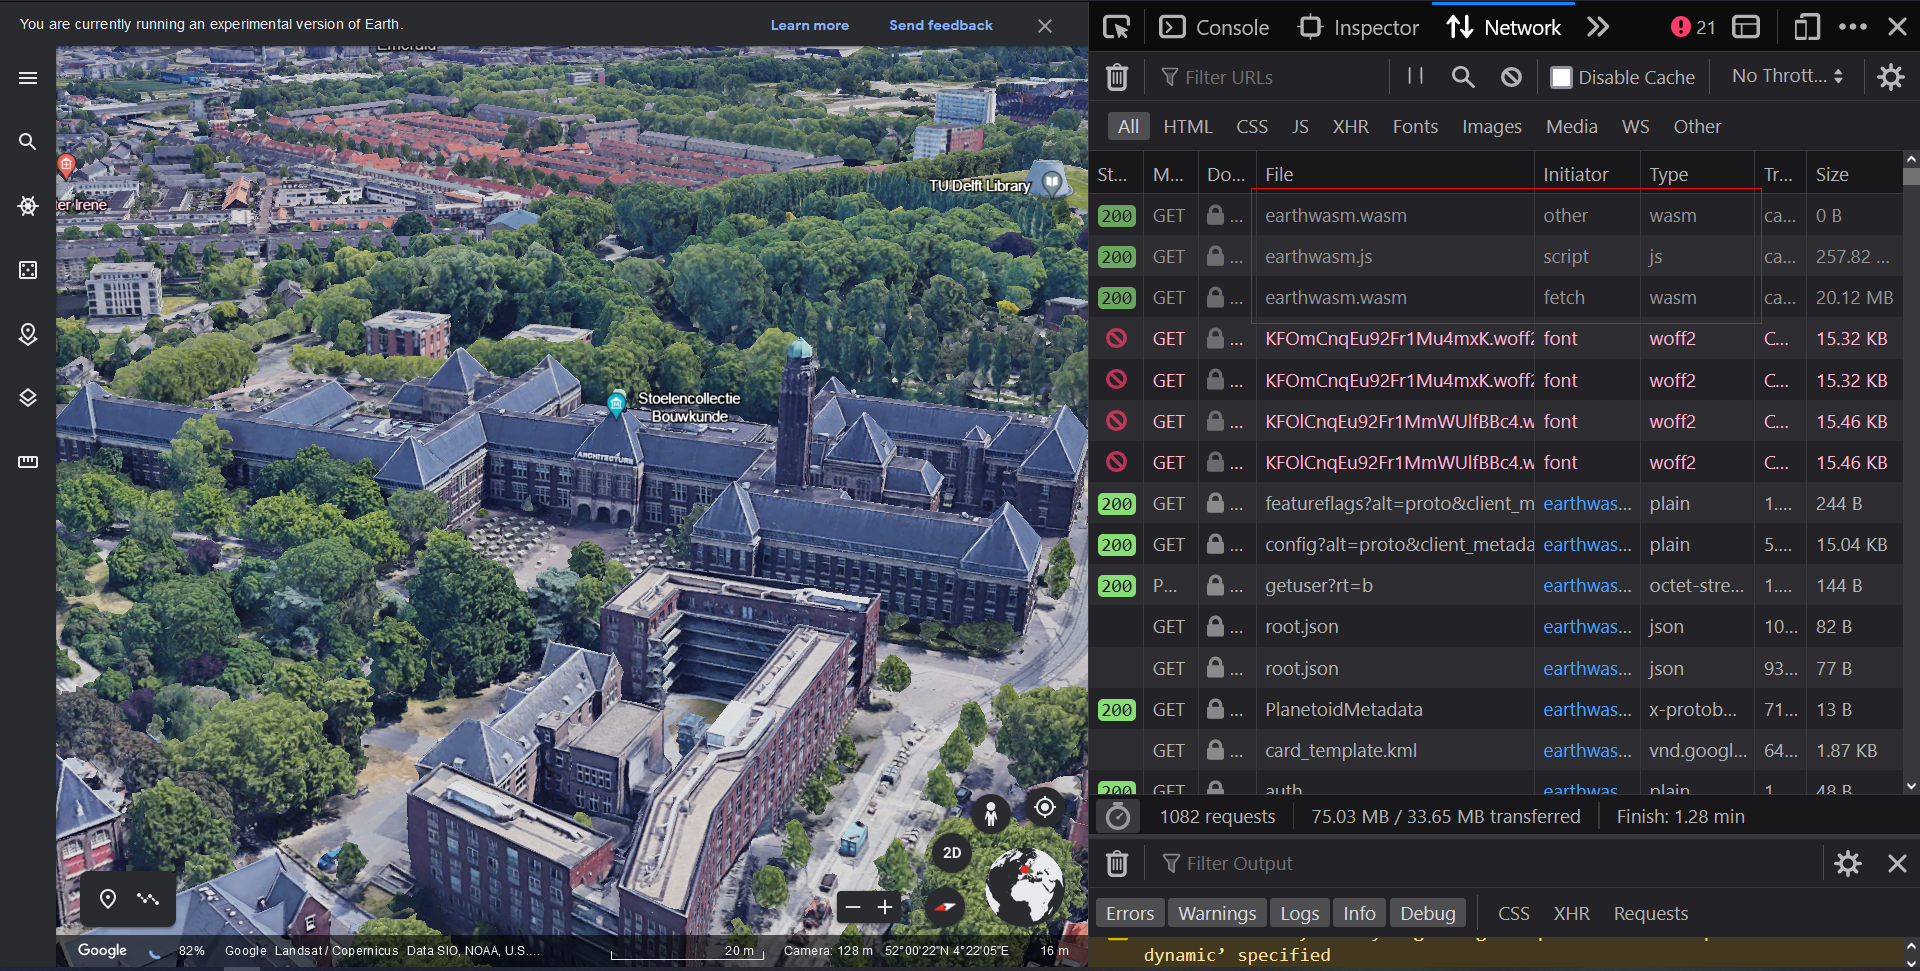 You are currently running an experimental version of Earth.
Learn more
Send feedback
Emerald
TU Delft Library
er Irene
Stoelencollectie
Bouwkunde
ARCHITECTURE
2D
Google
82%
Google Landsat / Copernicus Data SIO, NOAA, U.S....
20 m
Camera: 128 m 52°00'22"N 4°22'05"E
16 m
Console
Inspector
Network
21
Filter URLs
Disable Cache
No Thrott...
All HTML CSS JS XHR Fonts Images Media WS Other
St... M... Do... File Initiator Type Tr... Size
200 GET ... earthwasm.wasm other wasm ca... 0 B
200 GET ... earthwasm.js script js ca... 257.82 ...
200 GET ... earthwasm.wasm fetch wasm ca... 20.12 MB
GET ... KFOmCnqEu92Fr1Mu4mxK.woff2 font woff2 C... 15.32 KB
GET ... KFOmCnqEu92Fr1Mu4mxK.woff2 font woff2 C... 15.32 KB
GET ... KFOlCnqEu92Fr1MmWUlfBBc4.w font woff2 C... 15.46 KB
GET ... KFOlCnqEu92Fr1MmWUlfBBc4.w font woff2 C... 15.46 KB
200 GET ... featureflags?alt=proto&client_m earthwas... plain 1.... 244 B
200 GET ... config?alt=proto&client_metada earthwas... plain 5.... 15.04 KB
200 P... ... getuser?rt=b earthwas... octet-stre... 1.... 144 B
GET ... root.json earthwas... json 10... 82 B
GET ... root.json earthwas... json 93... 77 B
200 GET ... PlanetoidMetadata earthwas... x-protob... 71... 13 B
GET ... card_template.kml earthwas... vnd.googl... 64... 1.87 KB
200 GET ... auth earthwas... plain 1.... 48 B
1082 requests
75.03 MB / 33.65 MB transferred
Finish: 1.28 min
Filter Output
Errors Warnings Logs Info Debug CSS XHR Requests
dynamic’ specified